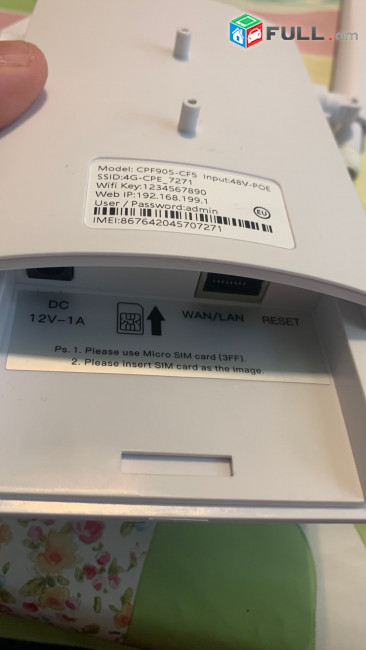 FULL.am
Model: CPF905-CF5 Input:48V-POE
SSID:4G-CPE_7271
Wifi Key:1234567890
Web IP:192.168.199.1
User / Password:admin
EU
IMEI:867642045707271
DC
12V-1A
WAN/LAN
RESET
Ps. 1. Please use Micro SIM card (3FF).
2. Please insert SIM card as the image.